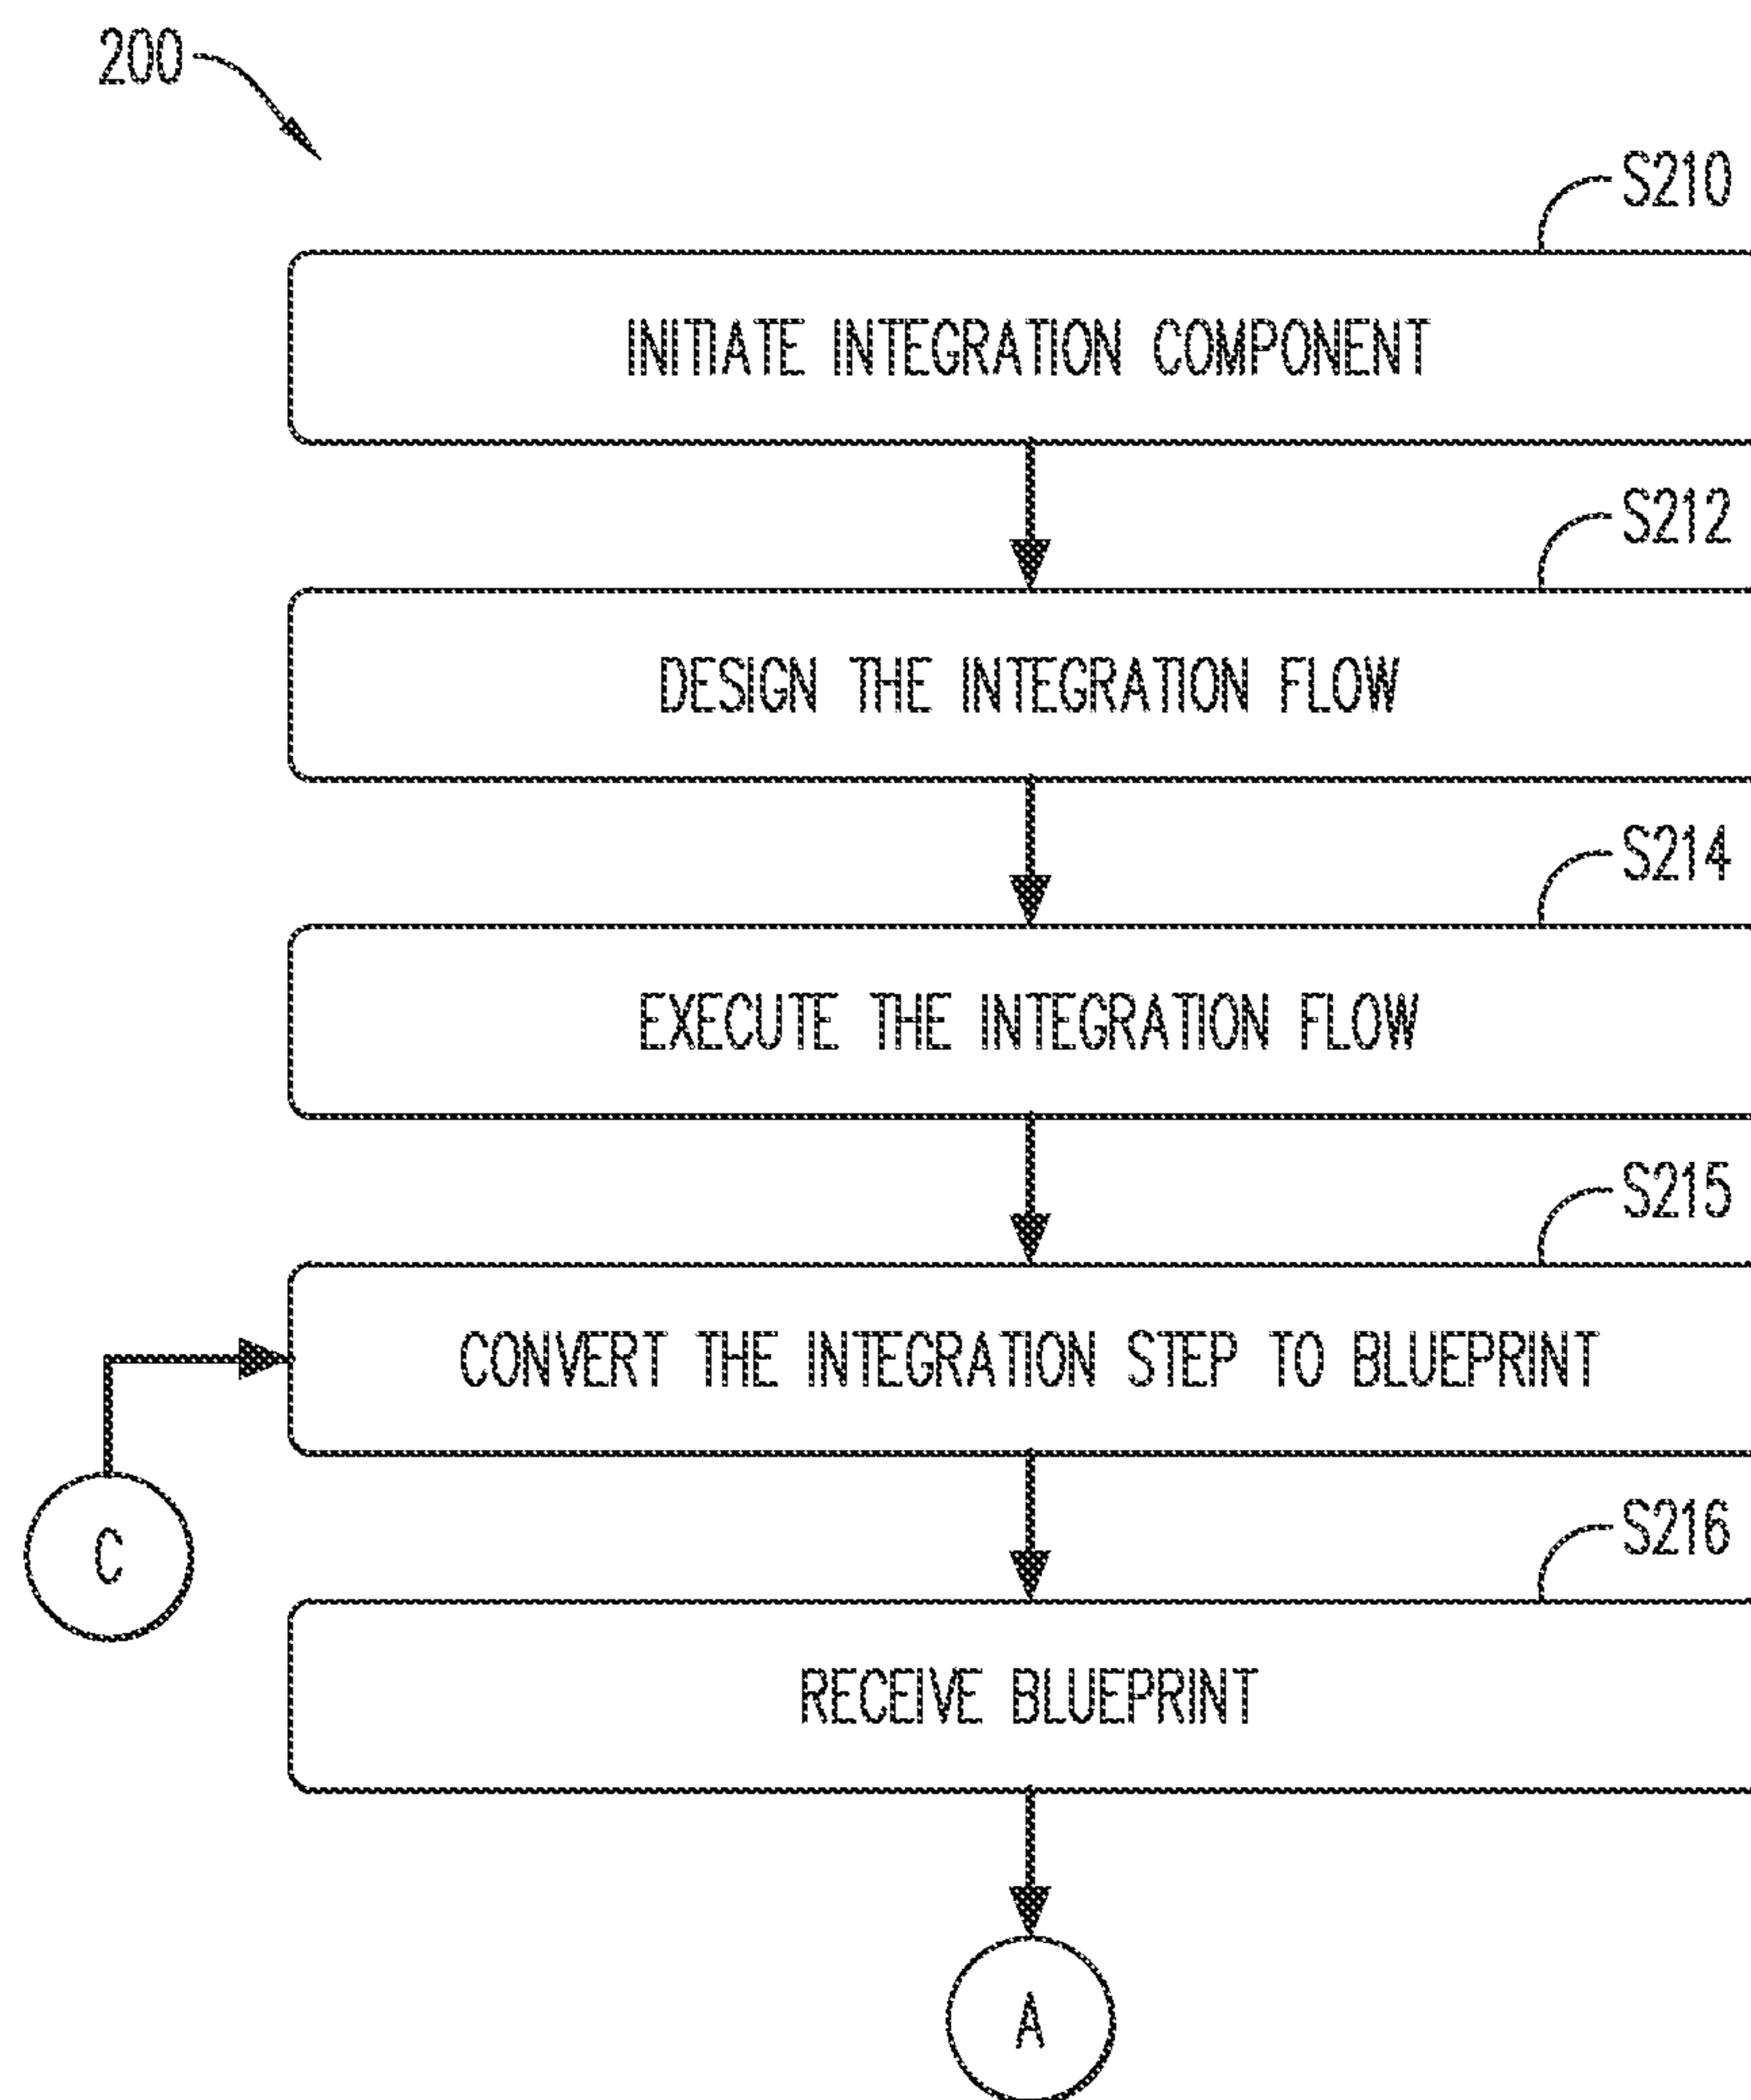 200
S210
INITIATE INTEGRATION COMPONENT
S212
DESIGN THE INTEGRATION FLOW
S214
EXECUTE THE INTEGRATION FLOW
S215
CONVERT THE INTEGRATION STEP TO BLUEPRINT
C
S216
RECEIVE BLUEPRINT
A